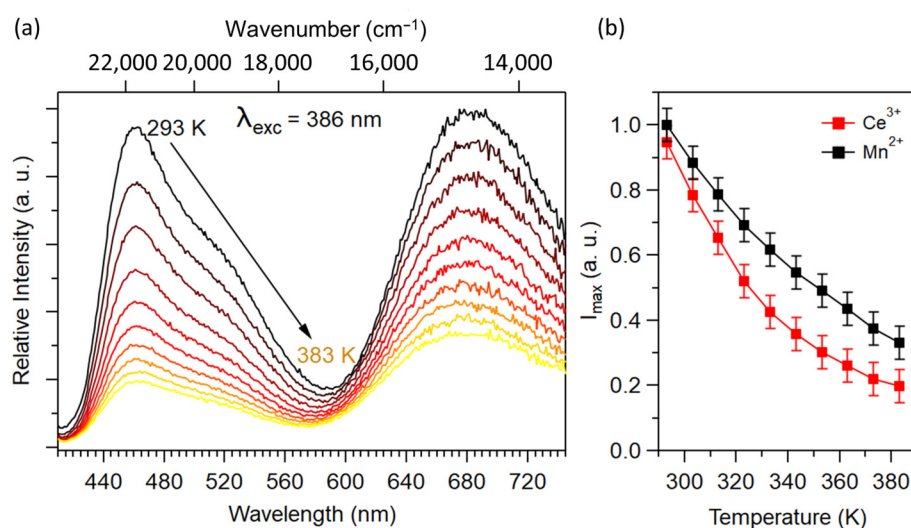 (a)
Wavenumber (cm⁻¹)
22,000 20,000 18,000 16,000 14,000
293 K
λexc = 386 nm
383 K
Relative Intensity (a. u.)
440 480 520 560 600 640 680 720
Wavelength (nm)
(b)
Ce³⁺
Mn²⁺
1.0
0.8
0.6
0.4
0.2
0.0
Imax (a. u.)
300 320 340 360 380
Temperature (K)